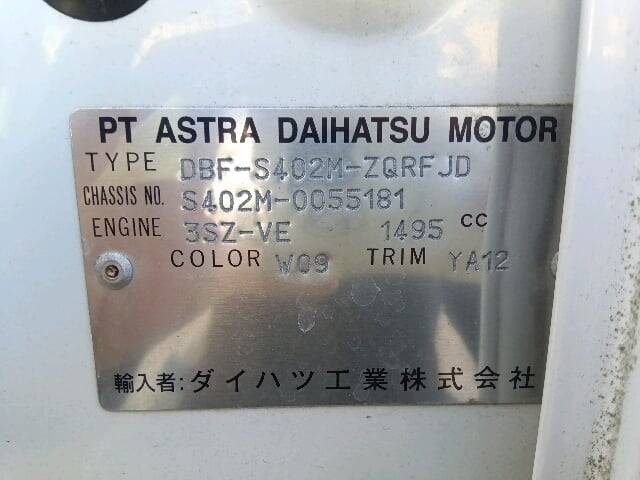 PT ASTRA DAIHATSU MOTOR
TYPE DBF-S402M-ZQRFJD
CHASSIS NO. S402M-0055181
ENGINE 3SZ-VE 1495 CC
COLOR W09 TRIM YA12
輸入者:ダイハツ工業株式会社